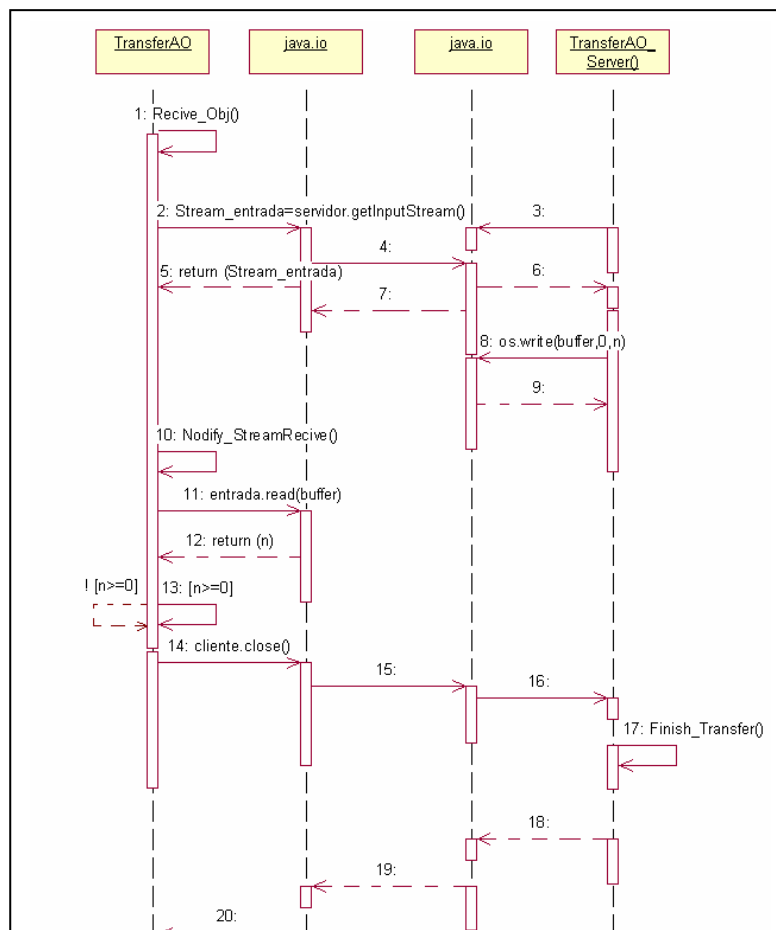 TransferAO
java.io
java.io
TransferAO_
Server()
1: Recive_Obj()
2: Stream_entrada=servidor.getInputStream()
3:
4:
5: return (Stream_entrada)
6:
7:
8: os.write(buffer,0,n)
9:
10: Nodify_StreamRecive()
11: entrada.read(buffer)
12: return (n)
! [n>=0]
13: [n>=0]
14: cliente.close()
15:
16:
17: Finish_Transfer()
18:
19:
20: